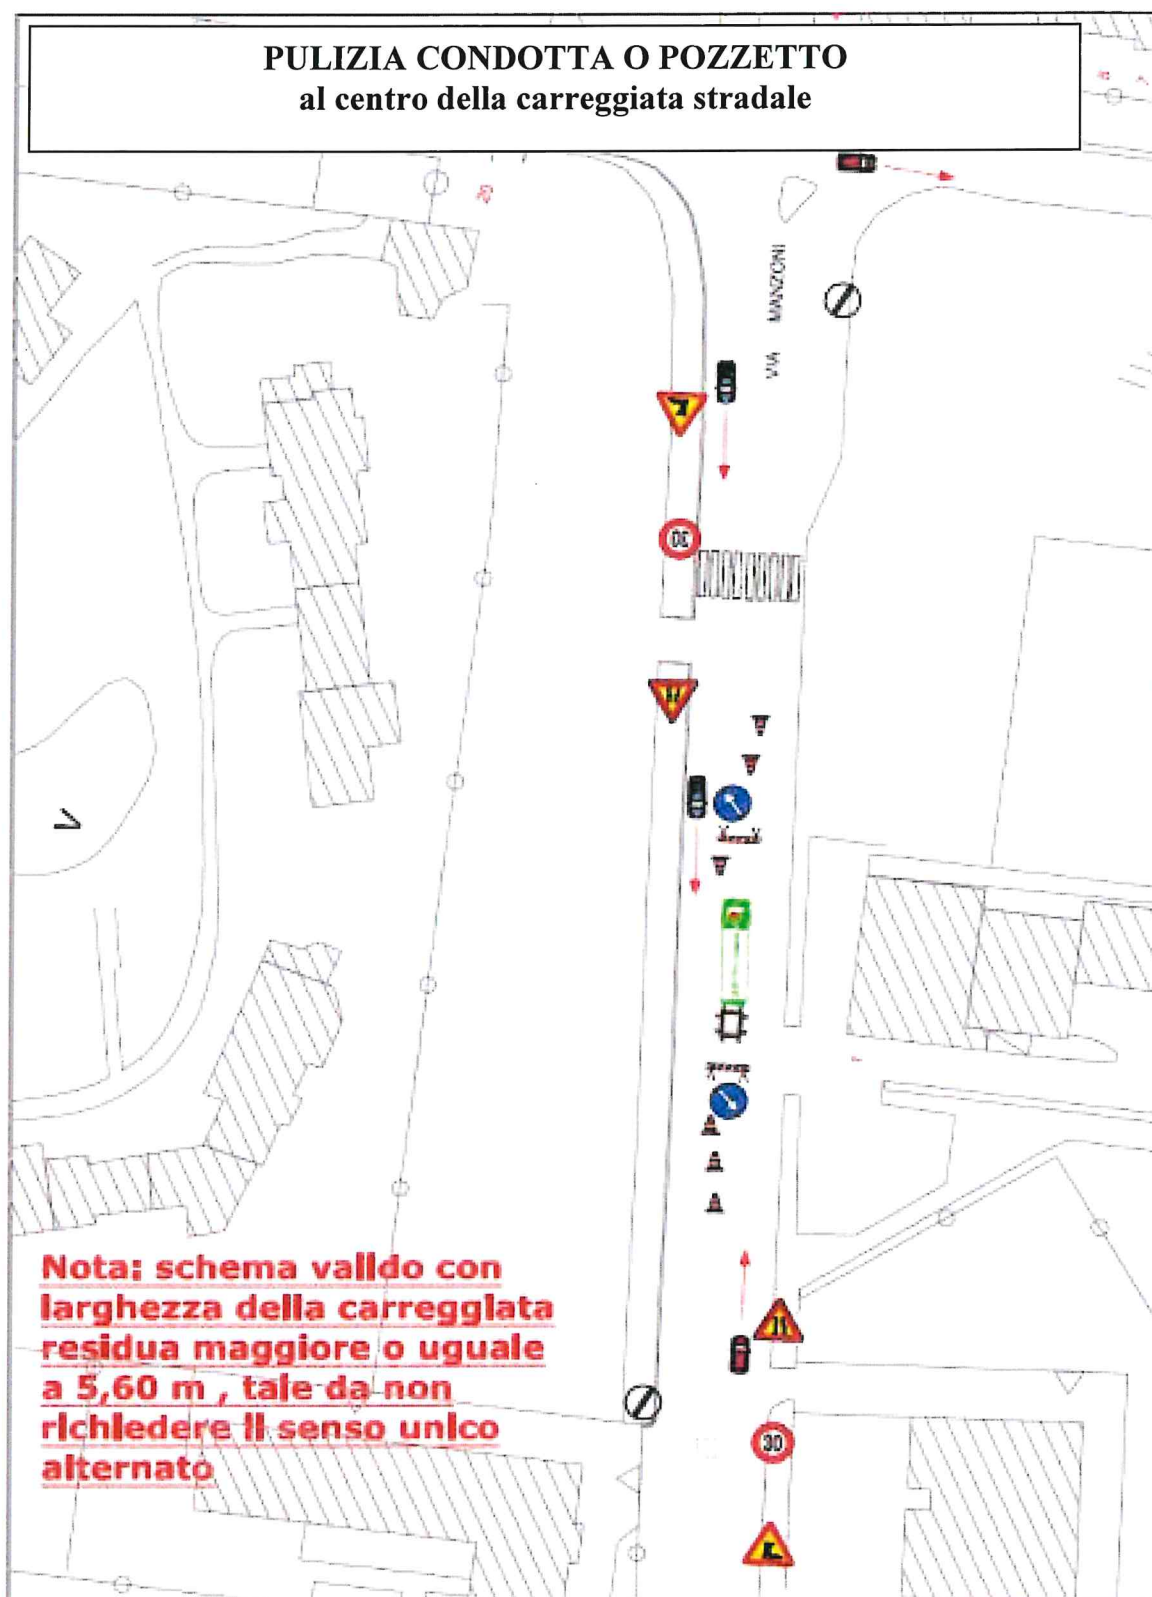 PULIZIA CONDOTTA O POZZETTO
al centro della carreggiata stradale
VIA MANZONI
30
30
Nota: schema valido con
larghezza della carreggiata
residua maggiore o uguale
a 5,60 m , tale da non
richiedere il senso unico
alternato